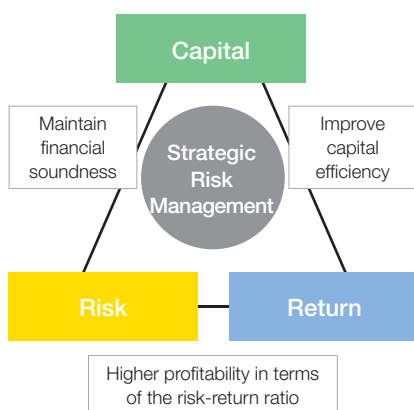 Capital
Maintain
financial
soundness
Strategic
Risk
Management
Improve
capital
efficiency
Risk
Return
Higher profitability in terms
of the risk-return ratio